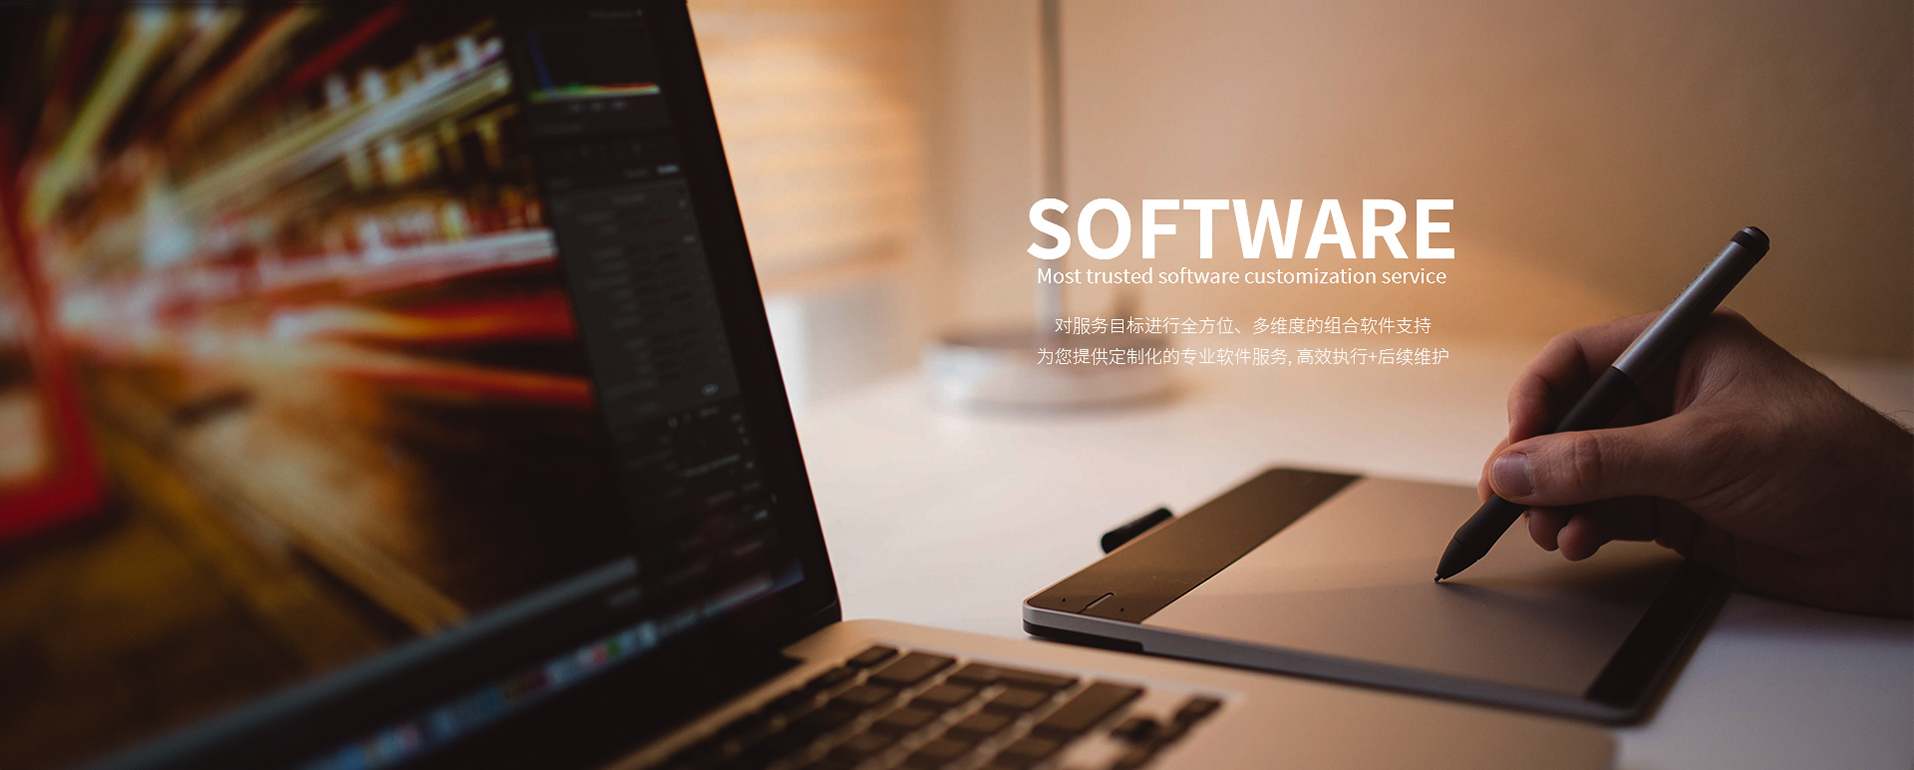 SOFTWARE
Most trusted software customization service
对服务目标进行全方位、多维度的组合软件支持
为您提供定制化的专业软件服务, 高效执行+后续维护